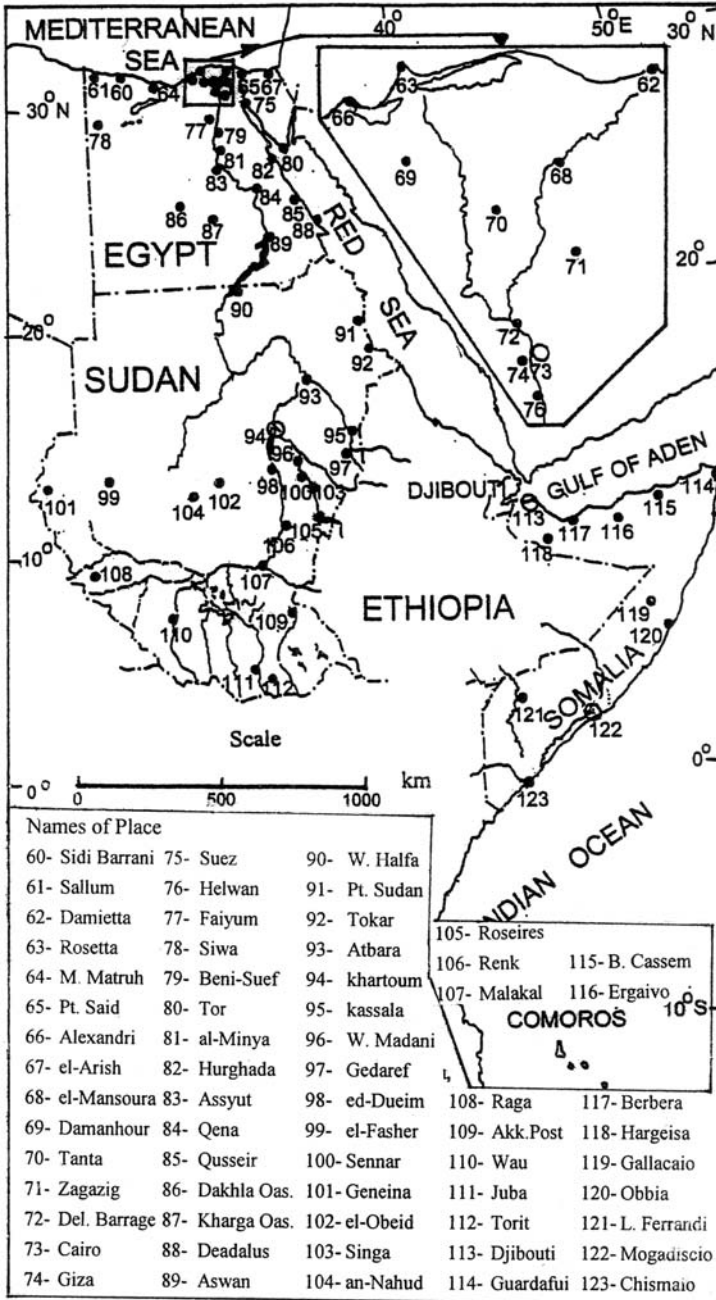 MEDITERRANEAN
SEA
40° 50°E 30°N
30°N
20°
20°
10°
0°
0°
10°S
61 60 64 65 67
75
78 77 79
81 82 80
83 84
86 87 85
88
89
90
91
92
93
94 95
96 97
98 100 103
101 99 104 102
105
106
107
108
109
110
111 112
113
114
115
116
117
118
119
120
121
122
123
63 62
66
69 68
70
71
72
74 73
76
EGYPT
RED
SEA
SUDAN
DJIBOUTI
GULF OF ADEN
ETHIOPIA
SOMALIA
Scale
0 500 1000 km
NDIAN OCEAN
COMOROS
Names of Place
60- Sidi Barrani 75- Suez 90- W. Halfa
61- Sallum 76- Helwan 91- Pt. Sudan
62- Damietta 77- Faiyum 92- Tokar
63- Rosetta 78- Siwa 93- Atbara
64- M. Matruh 79- Beni-Suef 94- khartoum
65- Pt. Said 80- Tor 95- kassala
66- Alexandri 81- al-Minya 96- W. Madani
67- el-Arish 82- Hurghada 97- Gedaref
68- el-Mansoura 83- Assyut 98- ed-Dueim
69- Damanhour 84- Qena 99- el-Fasher
70- Tanta 85- Qusseir 100- Sennar
71- Zagazig 86- Dakhla Oas. 101- Geneina
72- Del. Barrage 87- Kharga Oas. 102- el-Obeid
73- Cairo 88- Deadalus 103- Singa
74- Giza 89- Aswan 104- an-Nahud
105- Roseires
106- Renk 115- B. Cassem
107- Malakal 116- Ergaivo
108- Raga 117- Berbera
109- Akk.Post 118- Hargeisa
110- Wau 119- Gallacaio
111- Juba 120- Obbia
112- Torit 121- L. Ferrandi
113- Djibouti 122- Mogadiscio
114- Guardafui 123- Chismaio